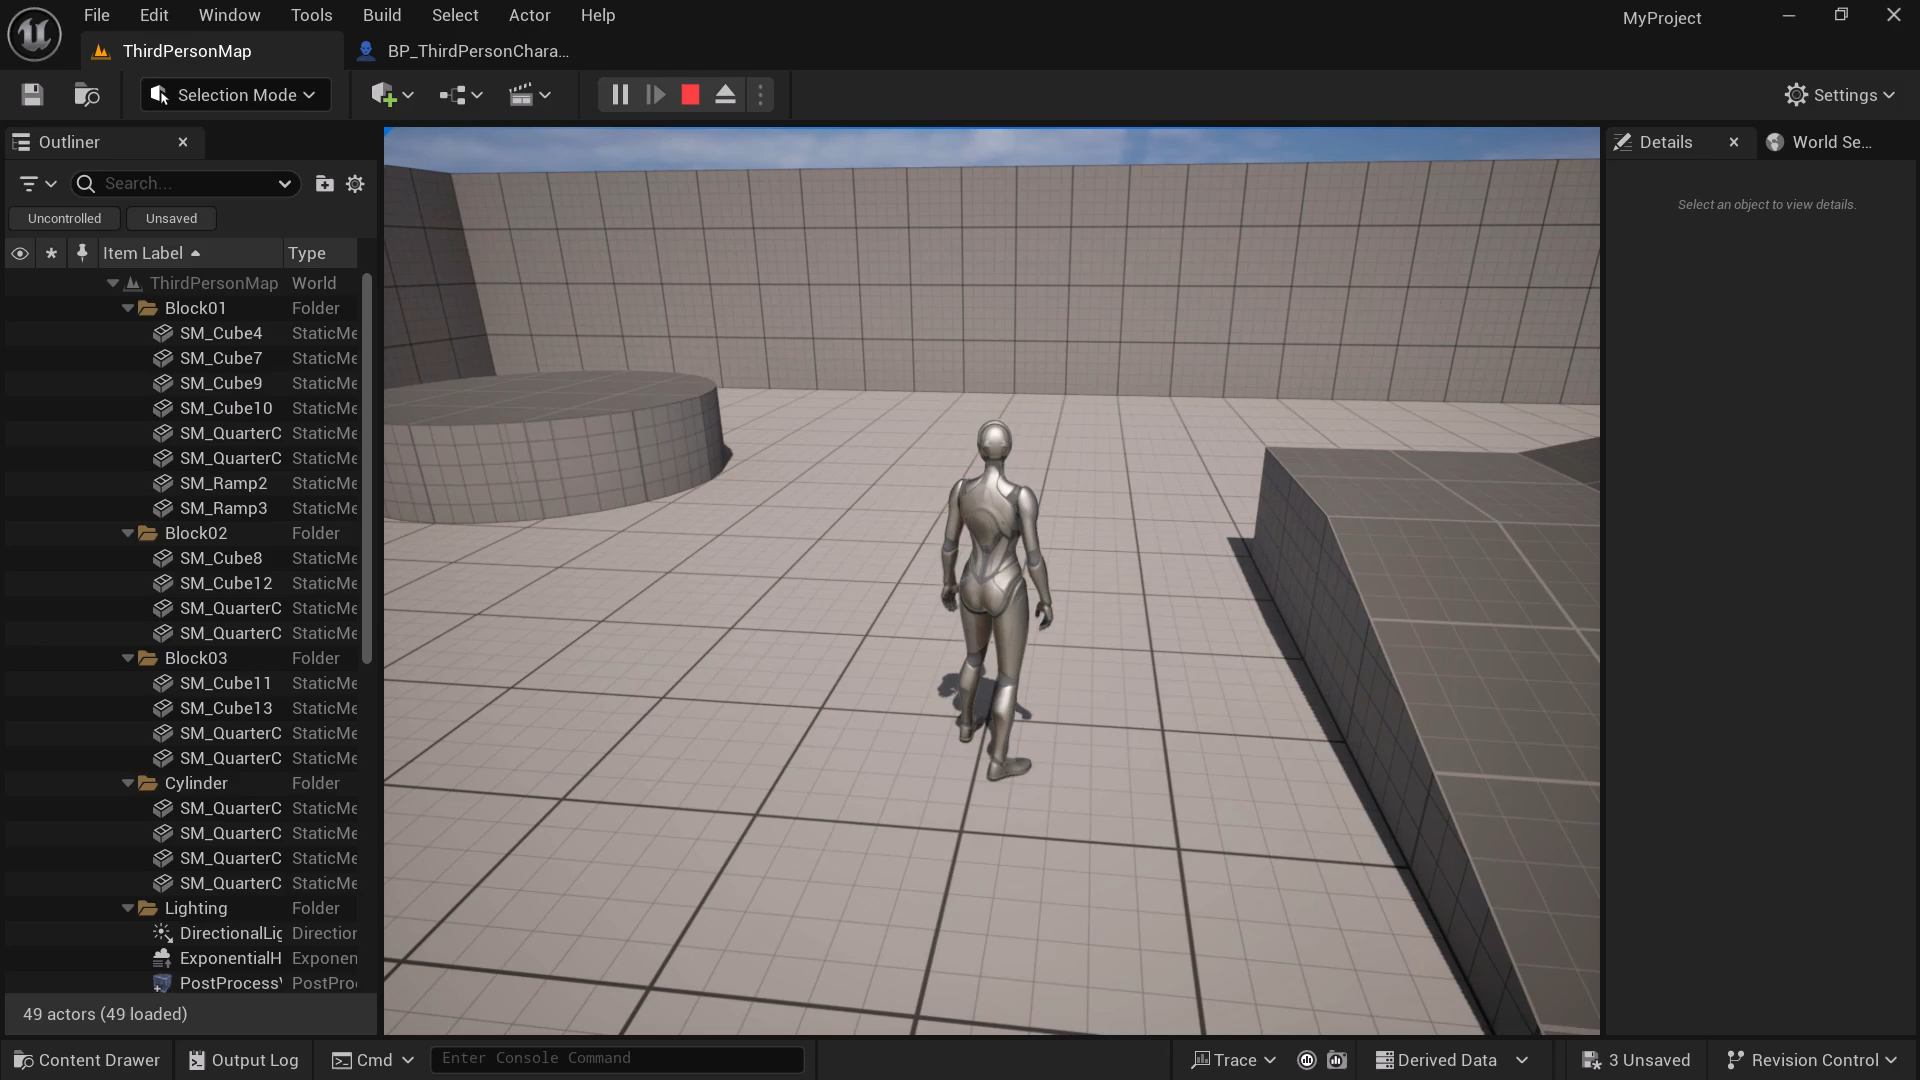 File Edit Window Tools Build Select Actor Help
MyProject
ThirdPersonMap
BP_ThirdPersonChara...
Selection Mode
Settings
Outliner
Search...
Uncontrolled Unsaved
Item Label Type
ThirdPersonMap World
Block01 Folder
SM_Cube4 StaticMe
SM_Cube7 StaticMe
SM_Cube9 StaticMe
SM_Cube10 StaticMe
SM_QuarterC StaticMe
SM_QuarterC StaticMe
SM_Ramp2 StaticMe
SM_Ramp3 StaticMe
Block02 Folder
SM_Cube8 StaticMe
SM_Cube12 StaticMe
SM_QuarterC StaticMe
SM_QuarterC StaticMe
Block03 Folder
SM_Cube11 StaticMe
SM_Cube13 StaticMe
SM_QuarterC StaticMe
SM_QuarterC StaticMe
Cylinder Folder
SM_QuarterC StaticMe
SM_QuarterC StaticMe
SM_QuarterC StaticMe
SM_QuarterC StaticMe
Lighting Folder
DirectionalLig Direction
ExponentialH Exponen
PostProcessV PostPro
49 actors (49 loaded)
Details
World Se...
Select an object to view details.
Content Drawer Output Log Cmd Enter Console Command Trace Derived Data 3 Unsaved Revision Control